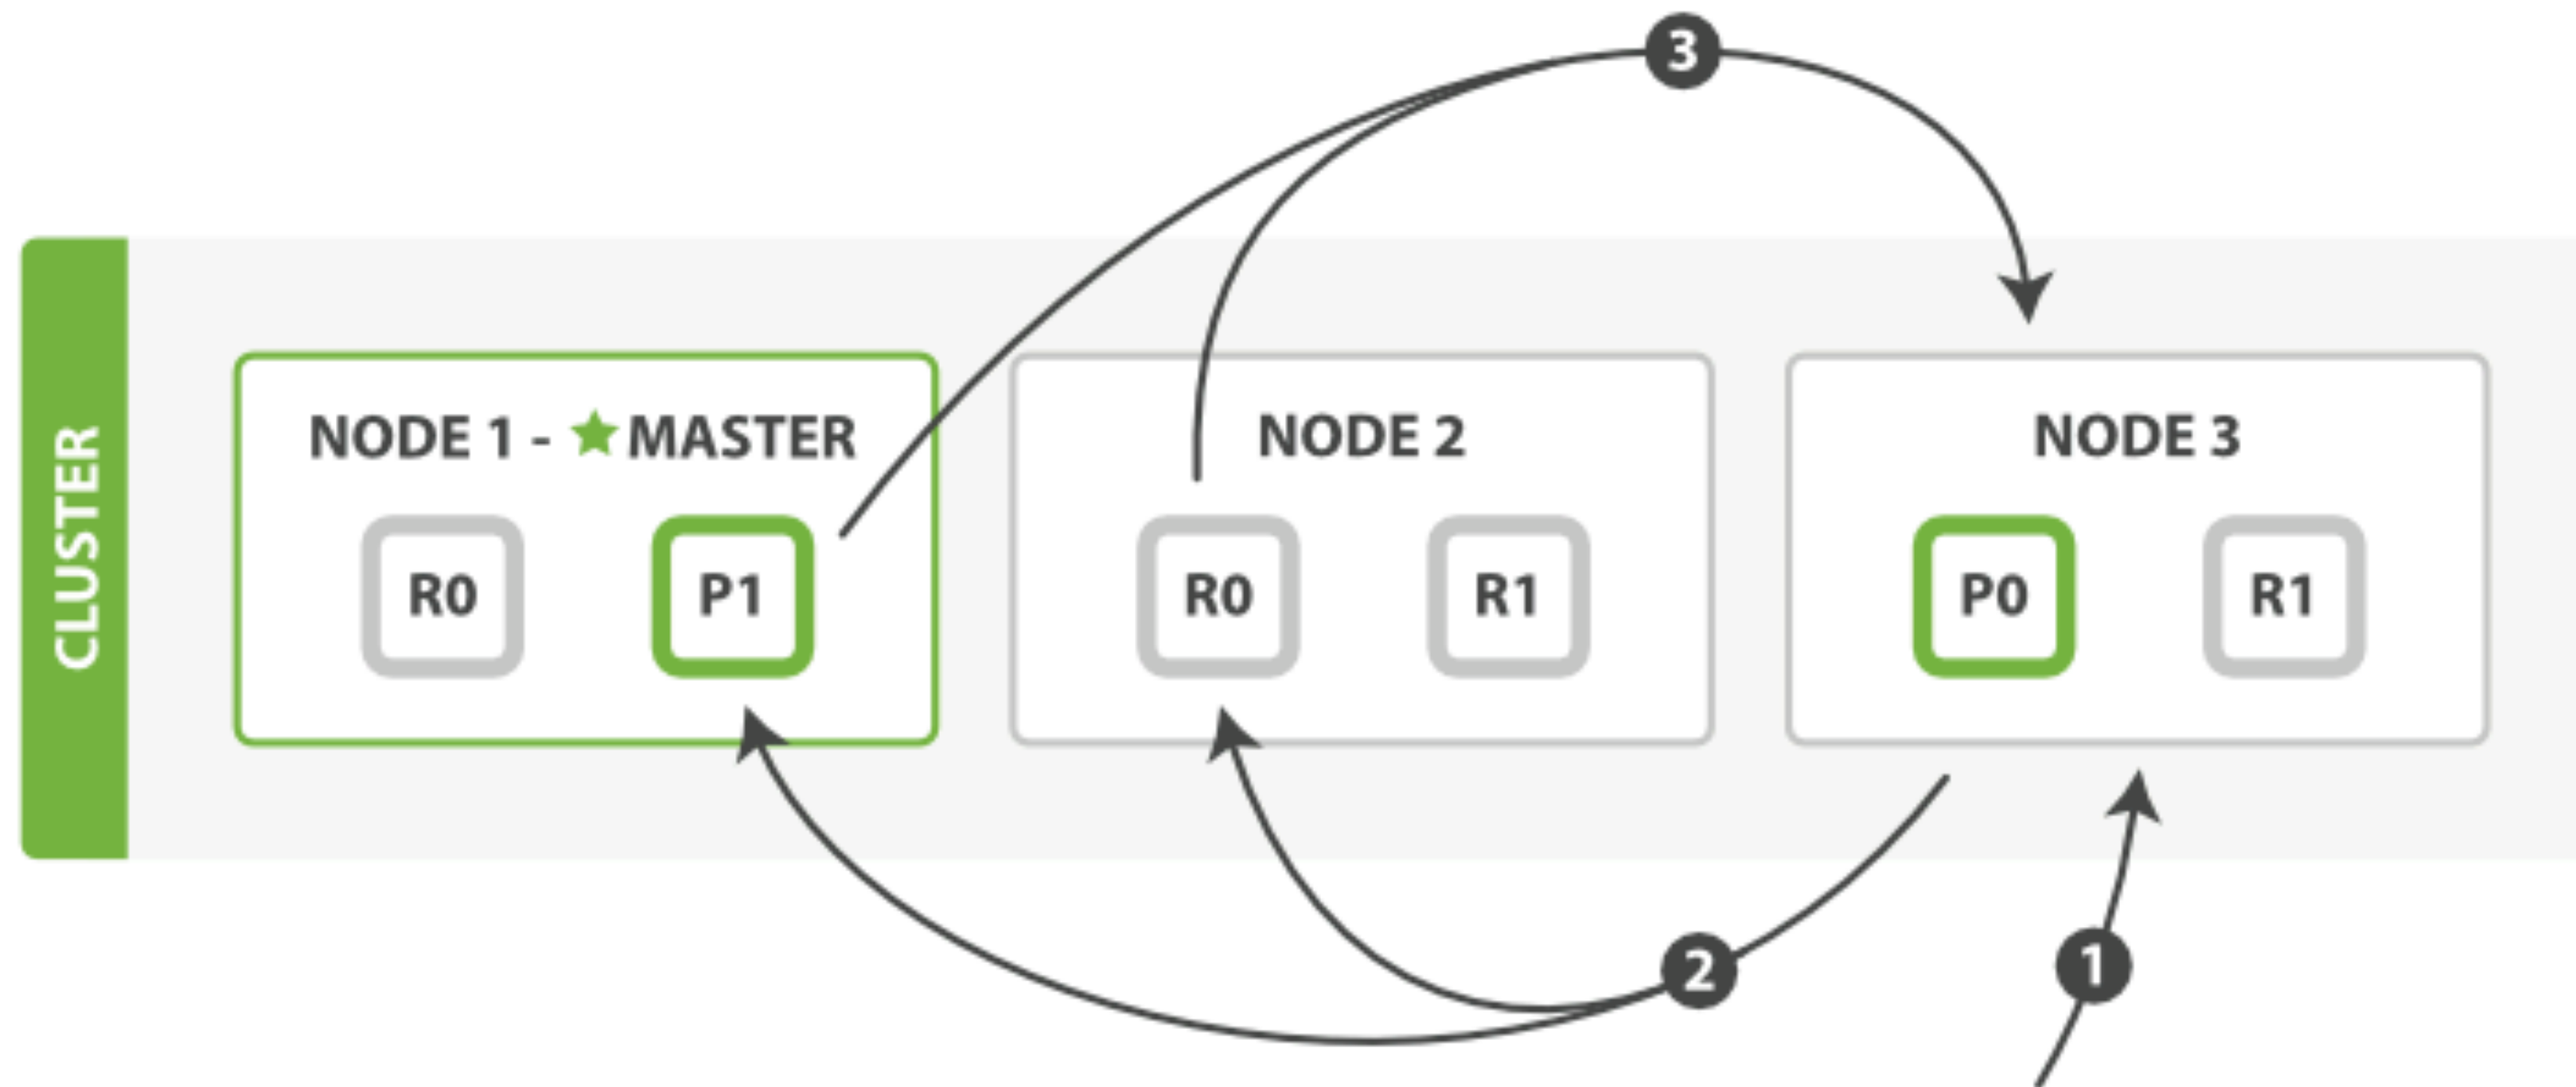 3
CLUSTER
NODE 1 - ★MASTER
R0
P1
NODE 2
R0
R1
NODE 3
P0
R1
2
1